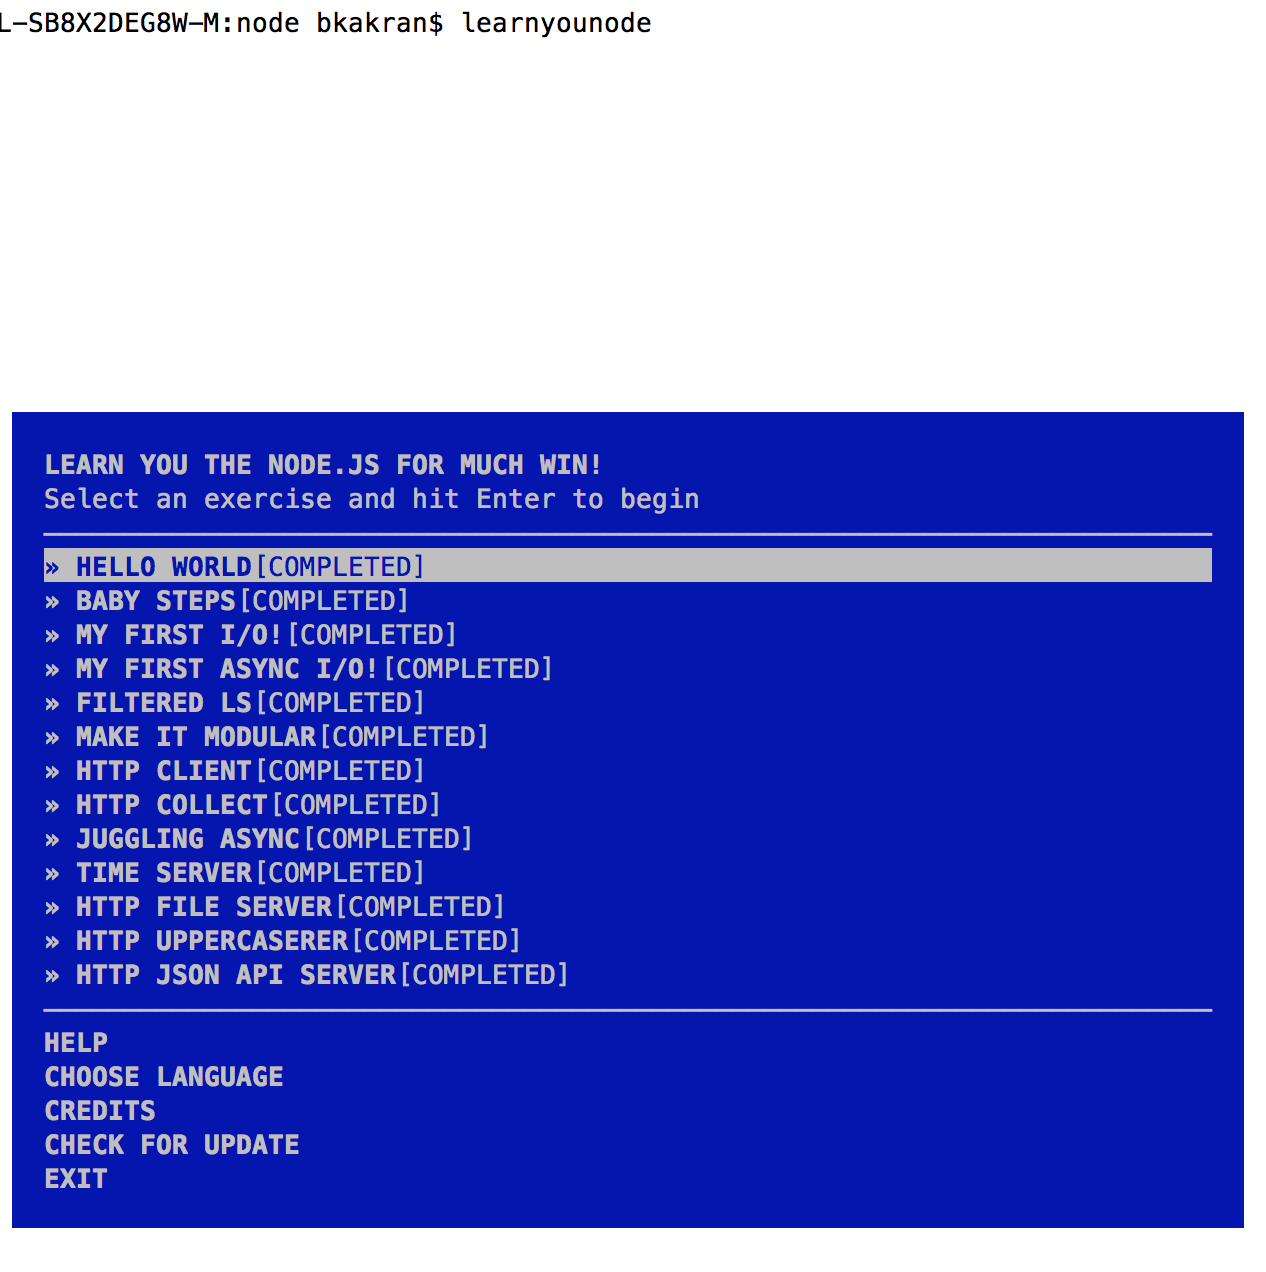 L-SB8X2DEG8W-M:node bkakran$ learnyounode
LEARN YOU THE NODE.JS FOR MUCH WIN!
Select an exercise and hit Enter to begin
» HELLO WORLD[COMPLETED]
» BABY STEPS[COMPLETED]
» MY FIRST I/O![COMPLETED]
» MY FIRST ASYNC I/O![COMPLETED]
» FILTERED LS[COMPLETED]
» MAKE IT MODULAR[COMPLETED]
» HTTP CLIENT[COMPLETED]
» HTTP COLLECT[COMPLETED]
» JUGGLING ASYNC[COMPLETED]
» TIME SERVER[COMPLETED]
» HTTP FILE SERVER[COMPLETED]
» HTTP UPPERCASERER[COMPLETED]
» HTTP JSON API SERVER[COMPLETED]
HELP
CHOOSE LANGUAGE
CREDITS
CHECK FOR UPDATE
EXIT